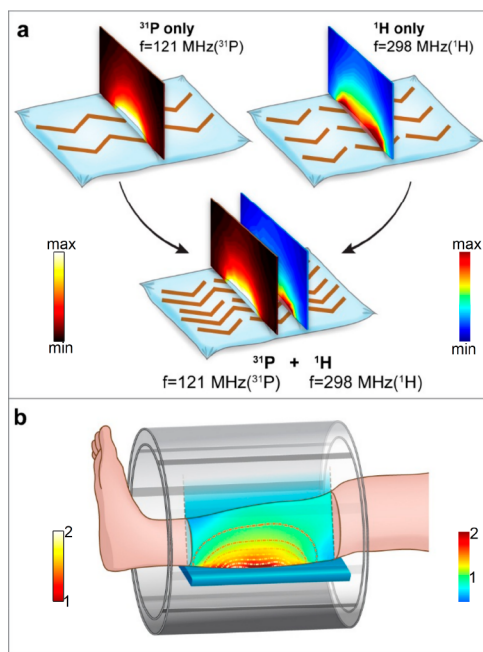 a
³¹P only
f=121 MHz(³¹P)
¹H only
f=298 MHz(¹H)
max
min
max
min
³¹P + ¹H
f=121 MHz(³¹P) f=298 MHz(¹H)
b
2
1
2
1